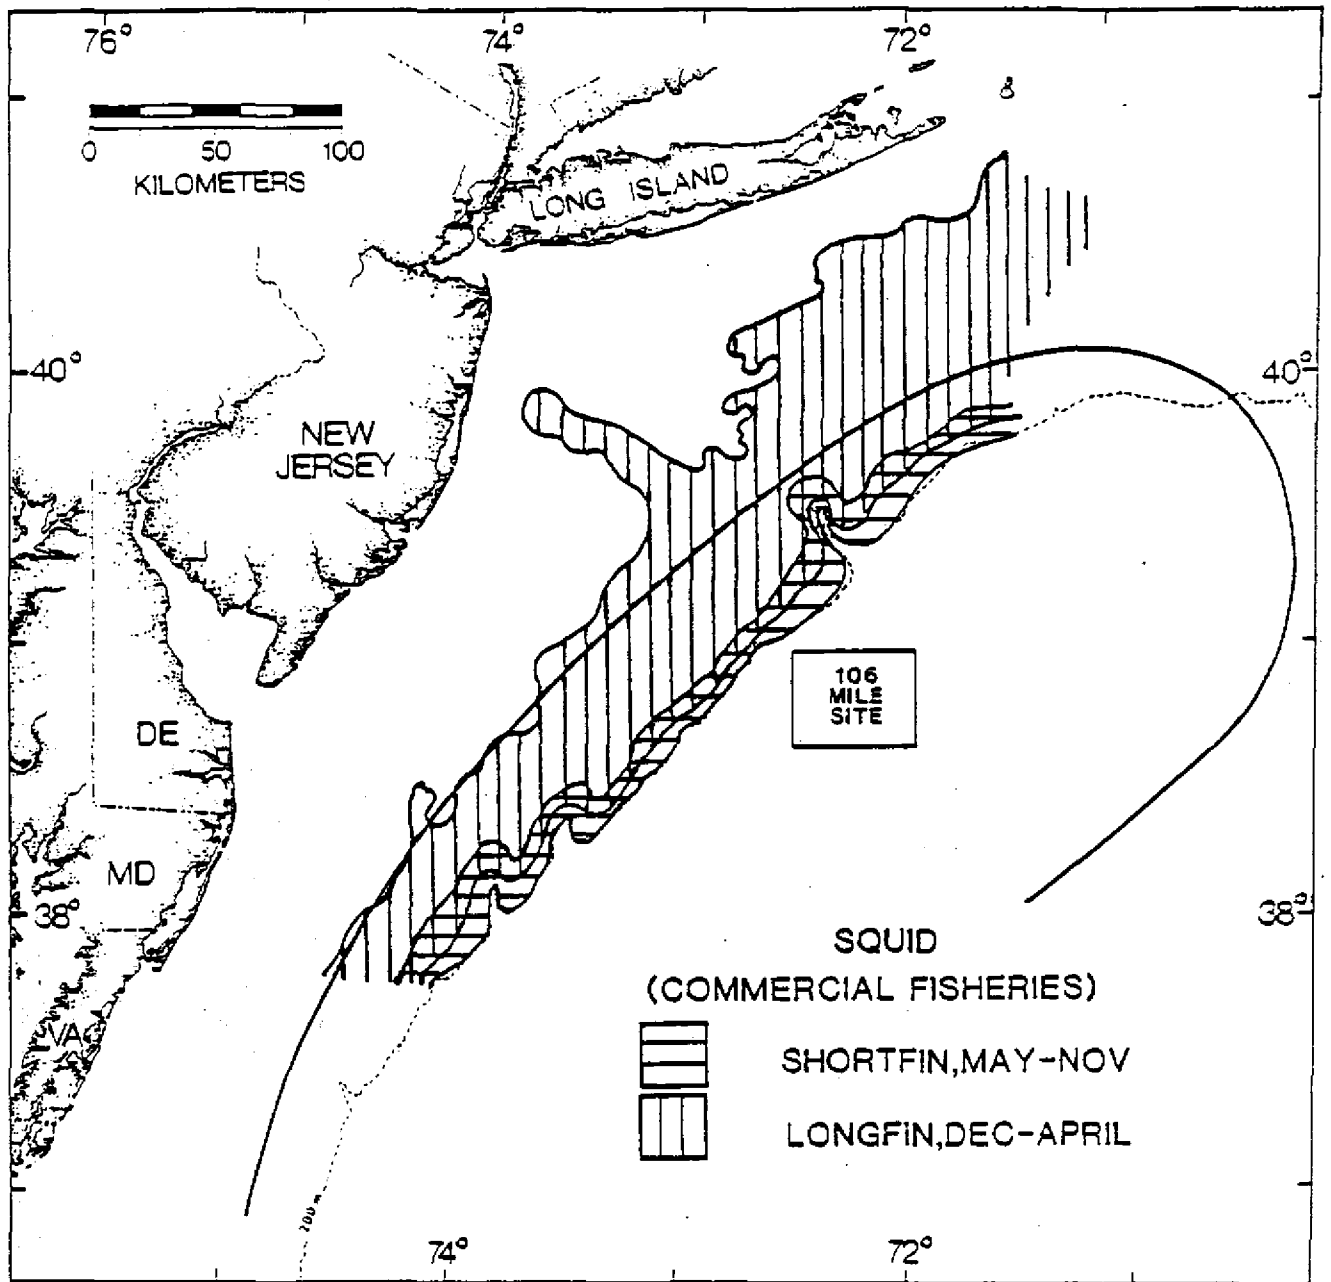 76°
74°
72°
0 50 100
KILOMETERS
LONG ISLAND
40°
40°
NEW
JERSEY
106
MILE
SITE
DE
MD
38°
38°
SQUID
(COMMERCIAL FISHERIES)
VA
SHORTFIN,MAY-NOV
LONGFIN,DEC-APRIL
200 m
74°
72°